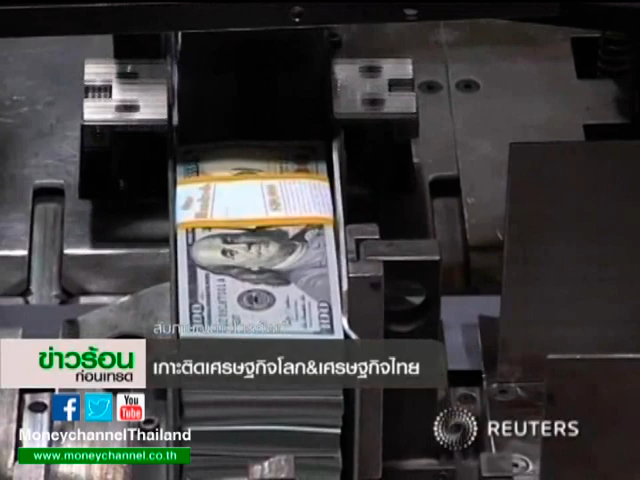 100
ข่าวร้อน
ก่อนเทรด
เกาะติดเศรษฐกิจโลก&เศรษฐกิจไทย
You
Tube
MoneychannelThailand
www.moneychannel.co.th
REUTERS